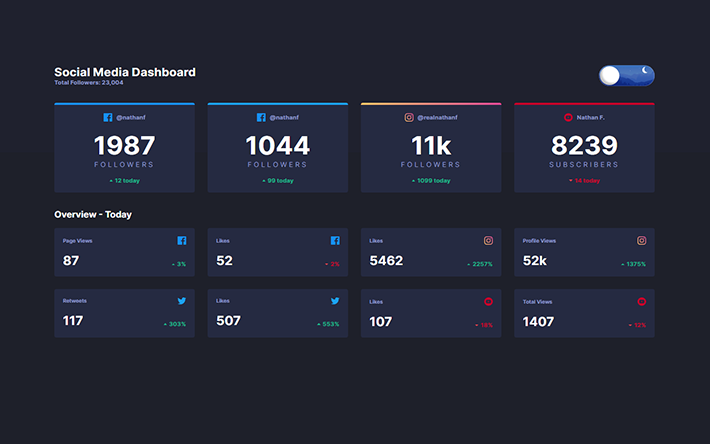 Social Media Dashboard
Total Followers: 23,004
@nathanf
1987
FOLLOWERS
12 today
@nathanf
1044
FOLLOWERS
99 today
@realnathanf
11k
FOLLOWERS
1099 today
Nathan F.
8239
SUBSCRIBERS
14 today
Overview - Today
Page Views
87
3%
Likes
52
2%
Likes
5462
2257%
Profile Views
52k
1375%
Retweets
117
303%
Likes
507
553%
Likes
107
18%
Total Views
1407
12%